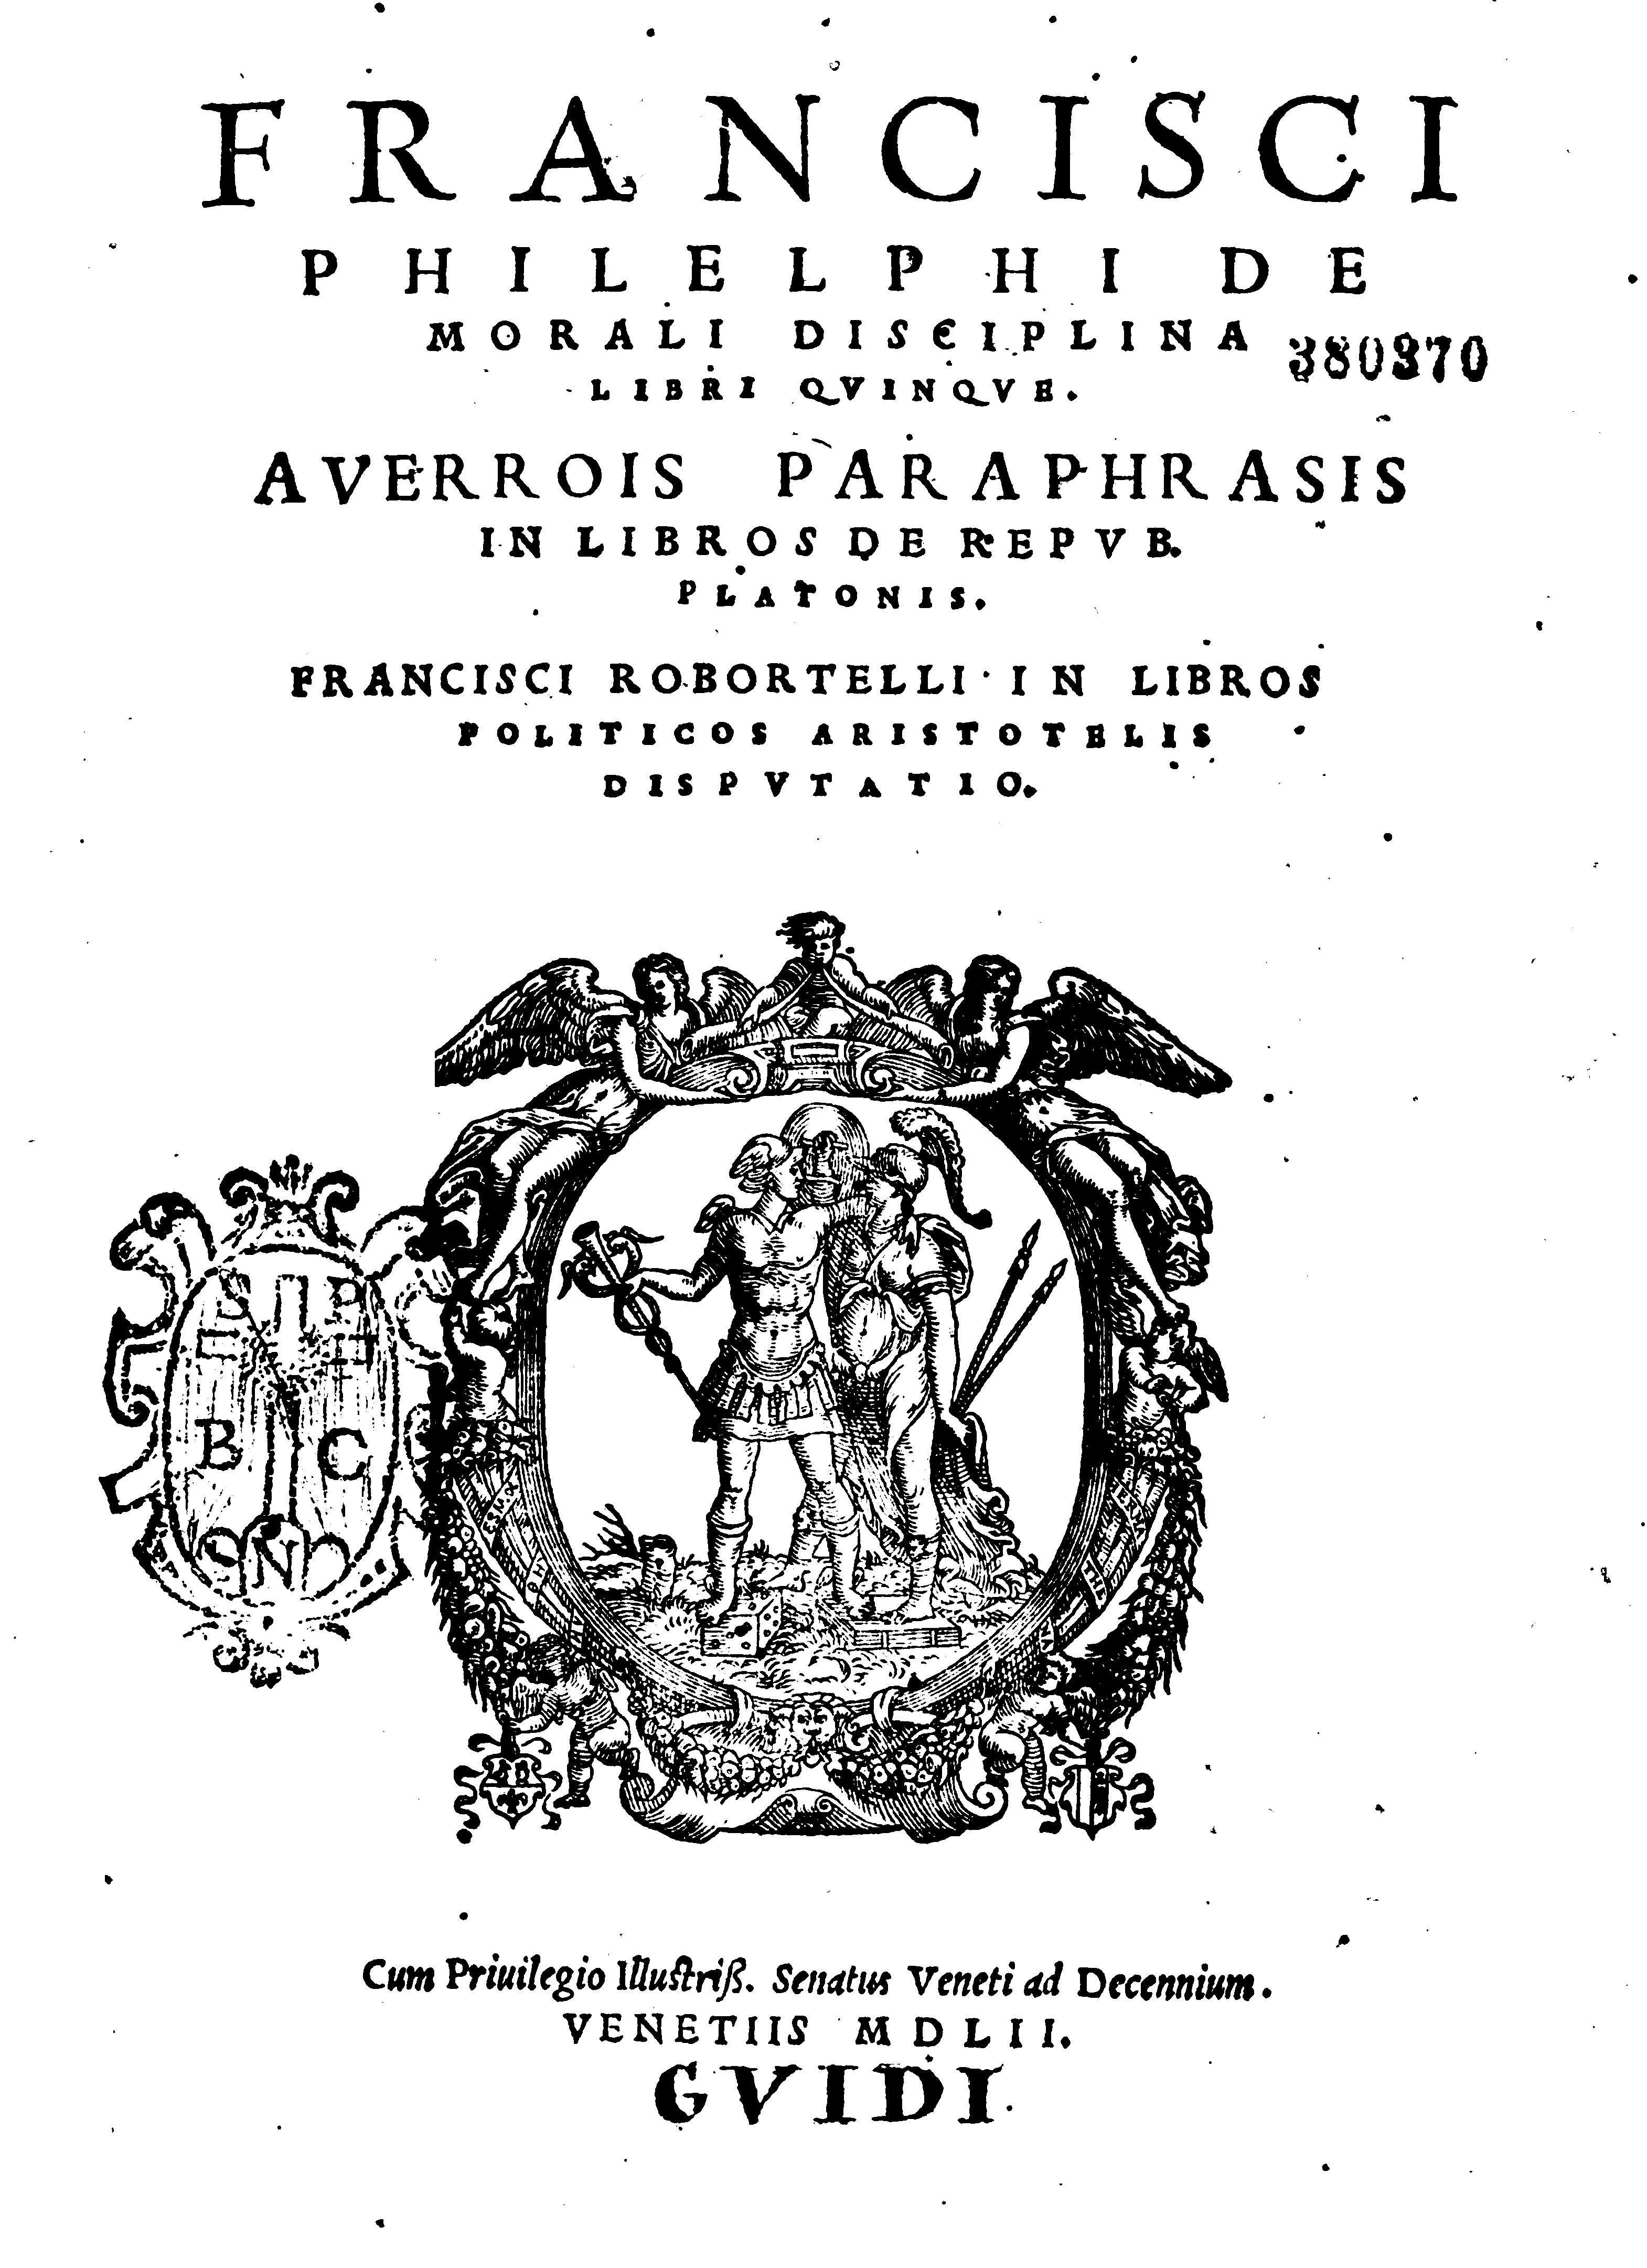 FRANCISCI
PHILELPHI DE
MORALI DISCIPLINA
380370
LIBRI QVINQVE.
AVERROIS PARAPHRASIS
IN LIBROS DE REPVB.
PLATONIS.
FRANCISCI ROBORTELLI IN LIBROS
POLITICOS ARISTOTELIS
DISPVTATIO.
B C
N
Cum Priuilegio Illustriß. Senatus Veneti ad Decennium.
VENETIIS MDLII.
GVIDI